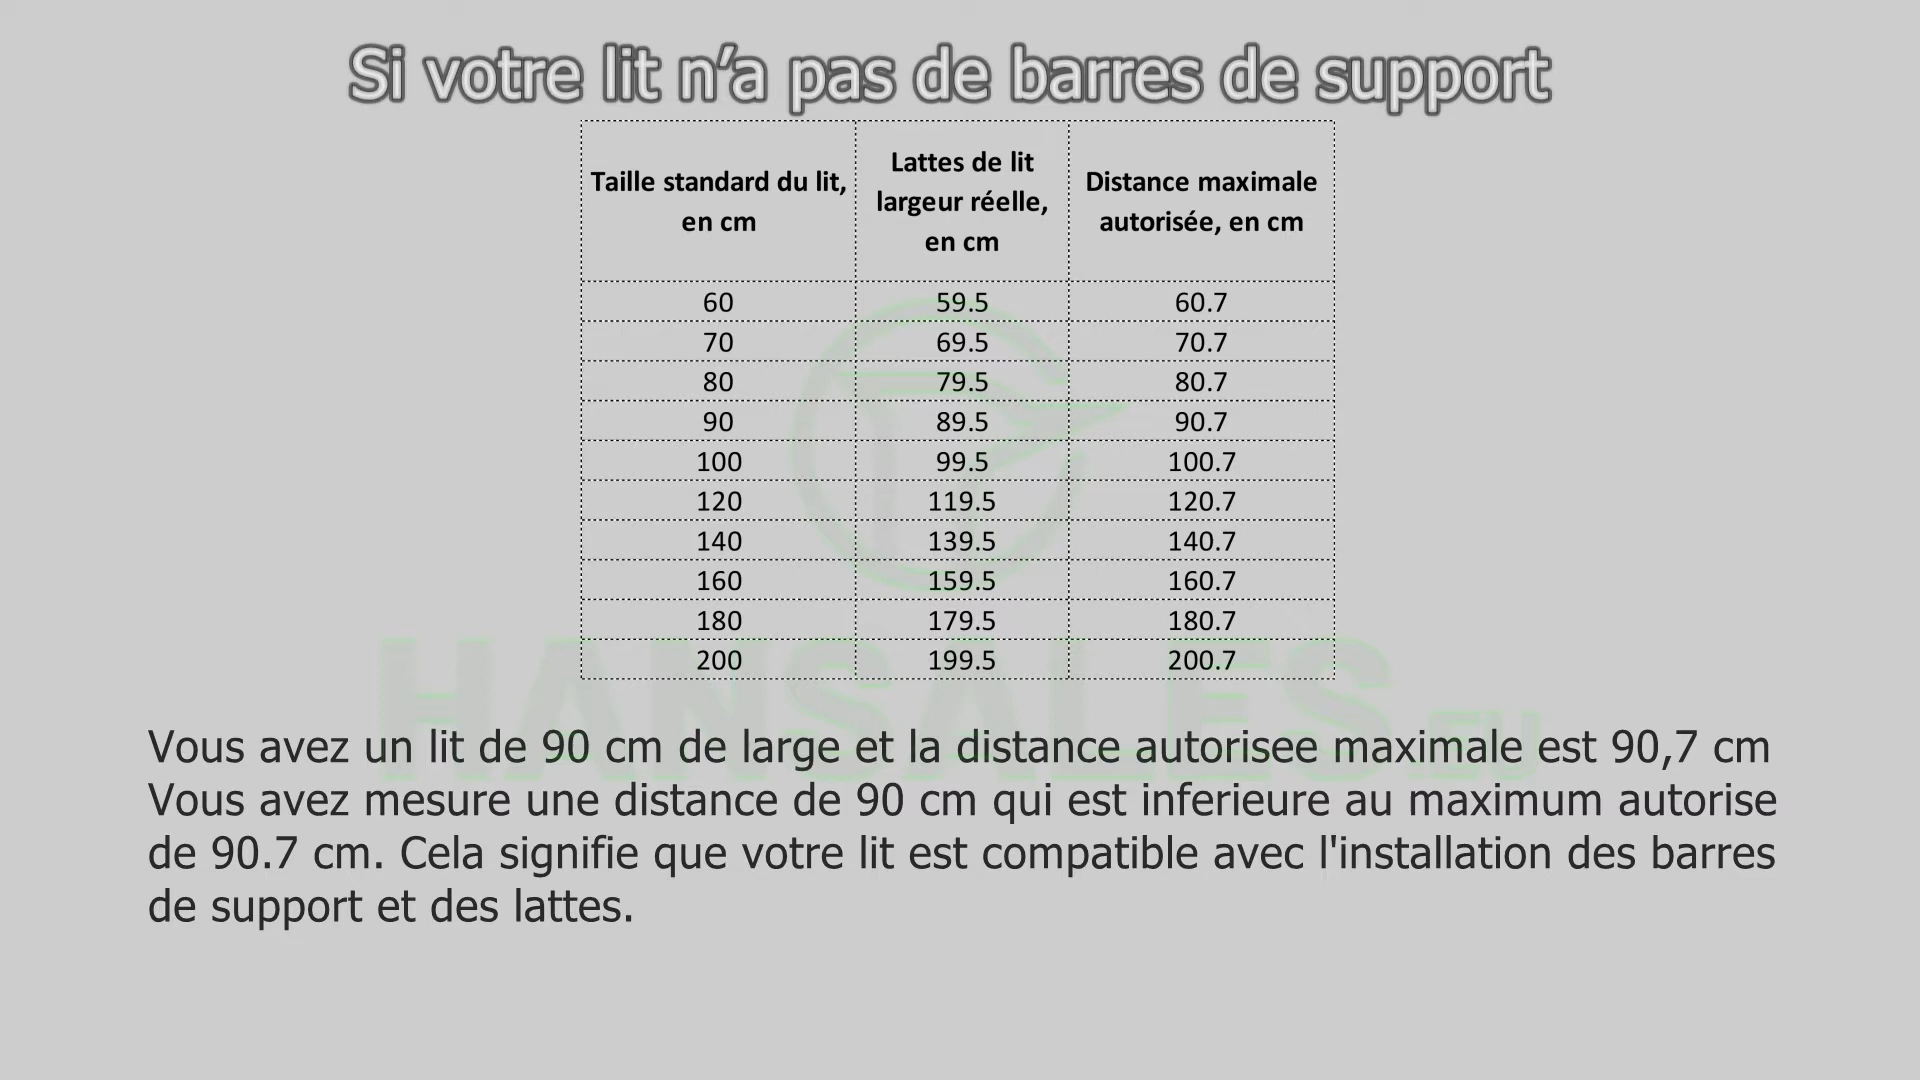 Si votre lit n’a pas de barres de support
Taille standard du lit, en cm | Lattes de lit largeur réelle, en cm | Distance maximale autorisée, en cm
60 59.5 60.7
70 69.5 70.7
80 79.5 80.7
90 89.5 90.7
100 99.5 100.7
120 119.5 120.7
140 139.5 140.7
160 159.5 160.7
180 179.5 180.7
200 199.5 200.7
HANSALES.EU
Vous avez un lit de 90 cm de large et la distance autorisee maximale est 90,7 cm
Vous avez mesure une distance de 90 cm qui est inferieure au maximum autorise
de 90.7 cm. Cela signifie que votre lit est compatible avec l'installation des barres
de support et des lattes.